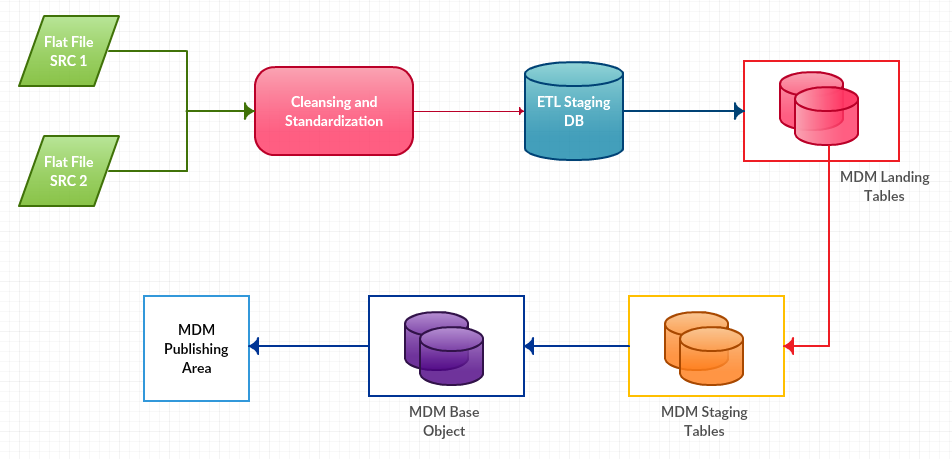 Flat File
SRC 1
Cleansing and
Standardization
ETL Staging
DB
Flat File
SRC 2
MDM Landing
Tables
MDM
Publishing
Area
MDM Base
Object
MDM Staging
Tables